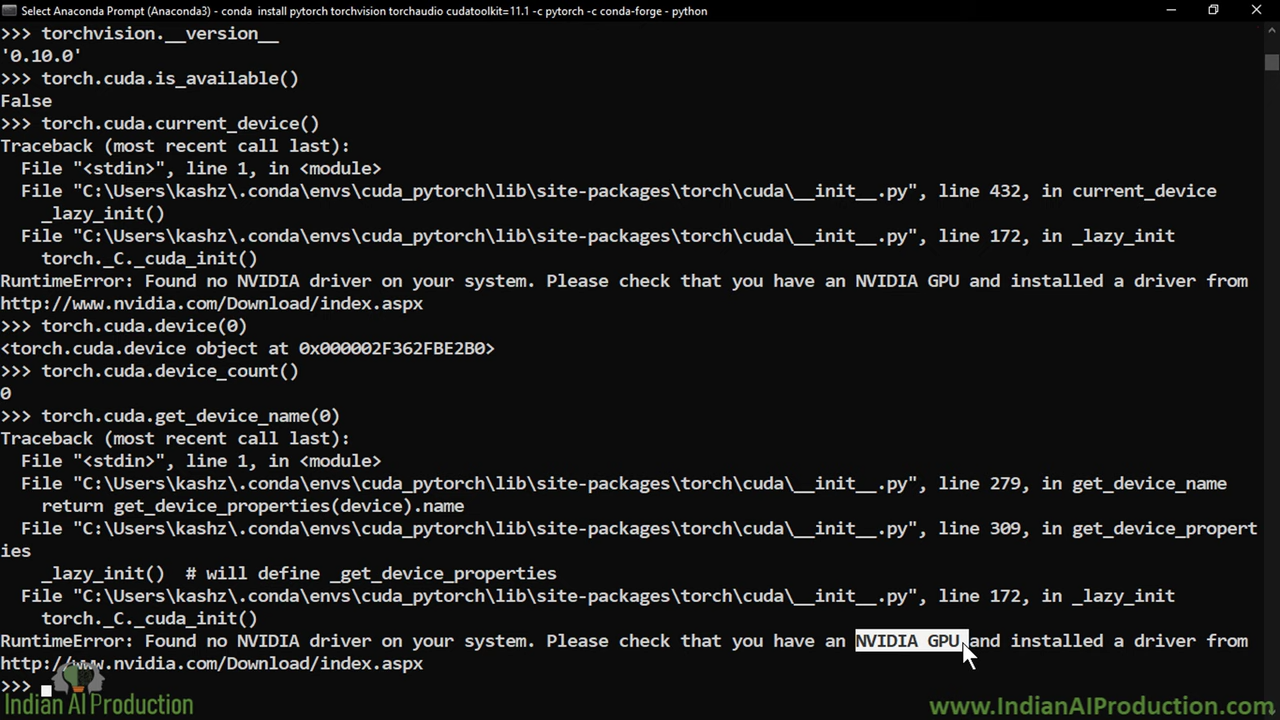 Select Anaconda Prompt (Anaconda3) - conda  install pytorch torchvision torchaudio cudatoolkit=11.1 -c pytorch -c conda-forge - python
>>> torchvision.__version__
'0.10.0'
>>> torch.cuda.is_available()
False
>>> torch.cuda.current_device()
Traceback (most recent call last):
  File "<stdin>", line 1, in <module>
  File "C:\Users\kashz\.conda\envs\cuda_pytorch\lib\site-packages\torch\cuda\__init__.py", line 432, in current_device
    _lazy_init()
  File "C:\Users\kashz\.conda\envs\cuda_pytorch\lib\site-packages\torch\cuda\__init__.py", line 172, in _lazy_init
    torch._C._cuda_init()
RuntimeError: Found no NVIDIA driver on your system. Please check that you have an NVIDIA GPU and installed a driver from
http://www.nvidia.com/Download/index.aspx
>>> torch.cuda.device(0)
<torch.cuda.device object at 0x000002F362FBE2B0>
>>> torch.cuda.device_count()
0
>>> torch.cuda.get_device_name(0)
Traceback (most recent call last):
  File "<stdin>", line 1, in <module>
  File "C:\Users\kashz\.conda\envs\cuda_pytorch\lib\site-packages\torch\cuda\__init__.py", line 279, in get_device_name
    return get_device_properties(device).name
  File "C:\Users\kashz\.conda\envs\cuda_pytorch\lib\site-packages\torch\cuda\__init__.py", line 309, in get_device_propert
ies
    _lazy_init()  # will define _get_device_properties
  File "C:\Users\kashz\.conda\envs\cuda_pytorch\lib\site-packages\torch\cuda\__init__.py", line 172, in _lazy_init
    torch._C._cuda_init()
RuntimeError: Found no NVIDIA driver on your system. Please check that you have an NVIDIA GPU and installed a driver from
http://www.nvidia.com/Download/index.aspx
>>>
Indian AI Production
www.IndianAIProduction.com